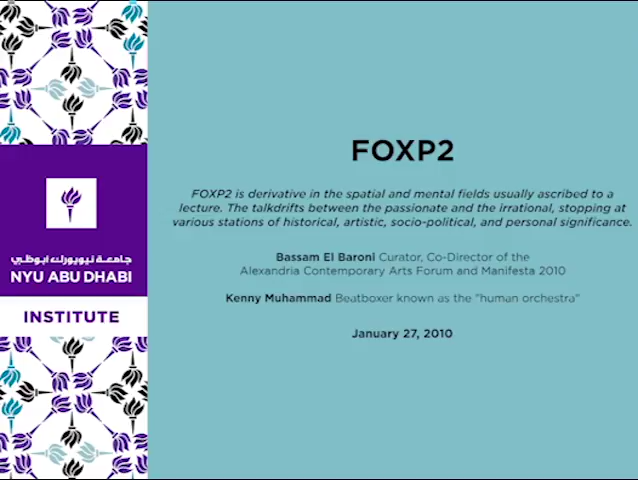 جامعة نيويورك أبوظبي
NYU ABU DHABI
INSTITUTE
FOXP2
FOXP2 is derivative in the spatial and mental fields usually ascribed to a
lecture. The talkdrifts between the passionate and the irrational, stopping at
various stations of historical, artistic, socio-political, and personal significance.
Bassam El Baroni Curator, Co-Director of the
Alexandria Contemporary Arts Forum and Manifesta 2010
Kenny Muhammad Beatboxer known as the "human orchestra"
January 27, 2010